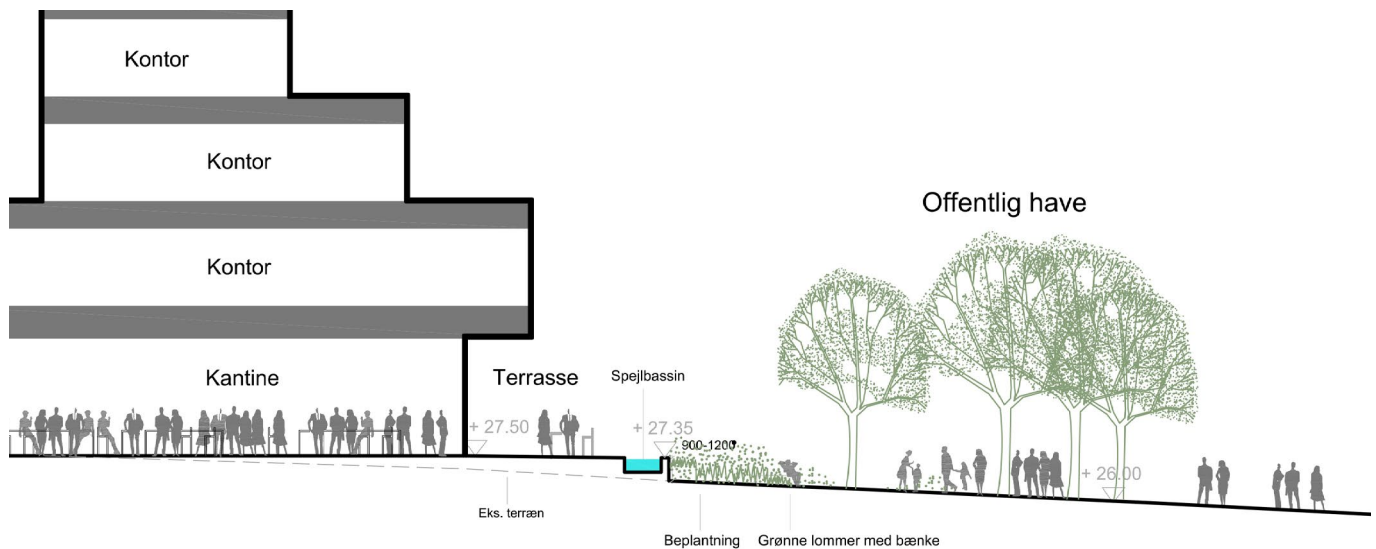 Kontor
Kontor
Kontor
Offentlig have
Kantine
Terrasse
Spejlbassin
+ 27.50
+ 27.35
900-1200
+ 26.00
Eks. terræn
Beplantning
Grønne lommer med bænke